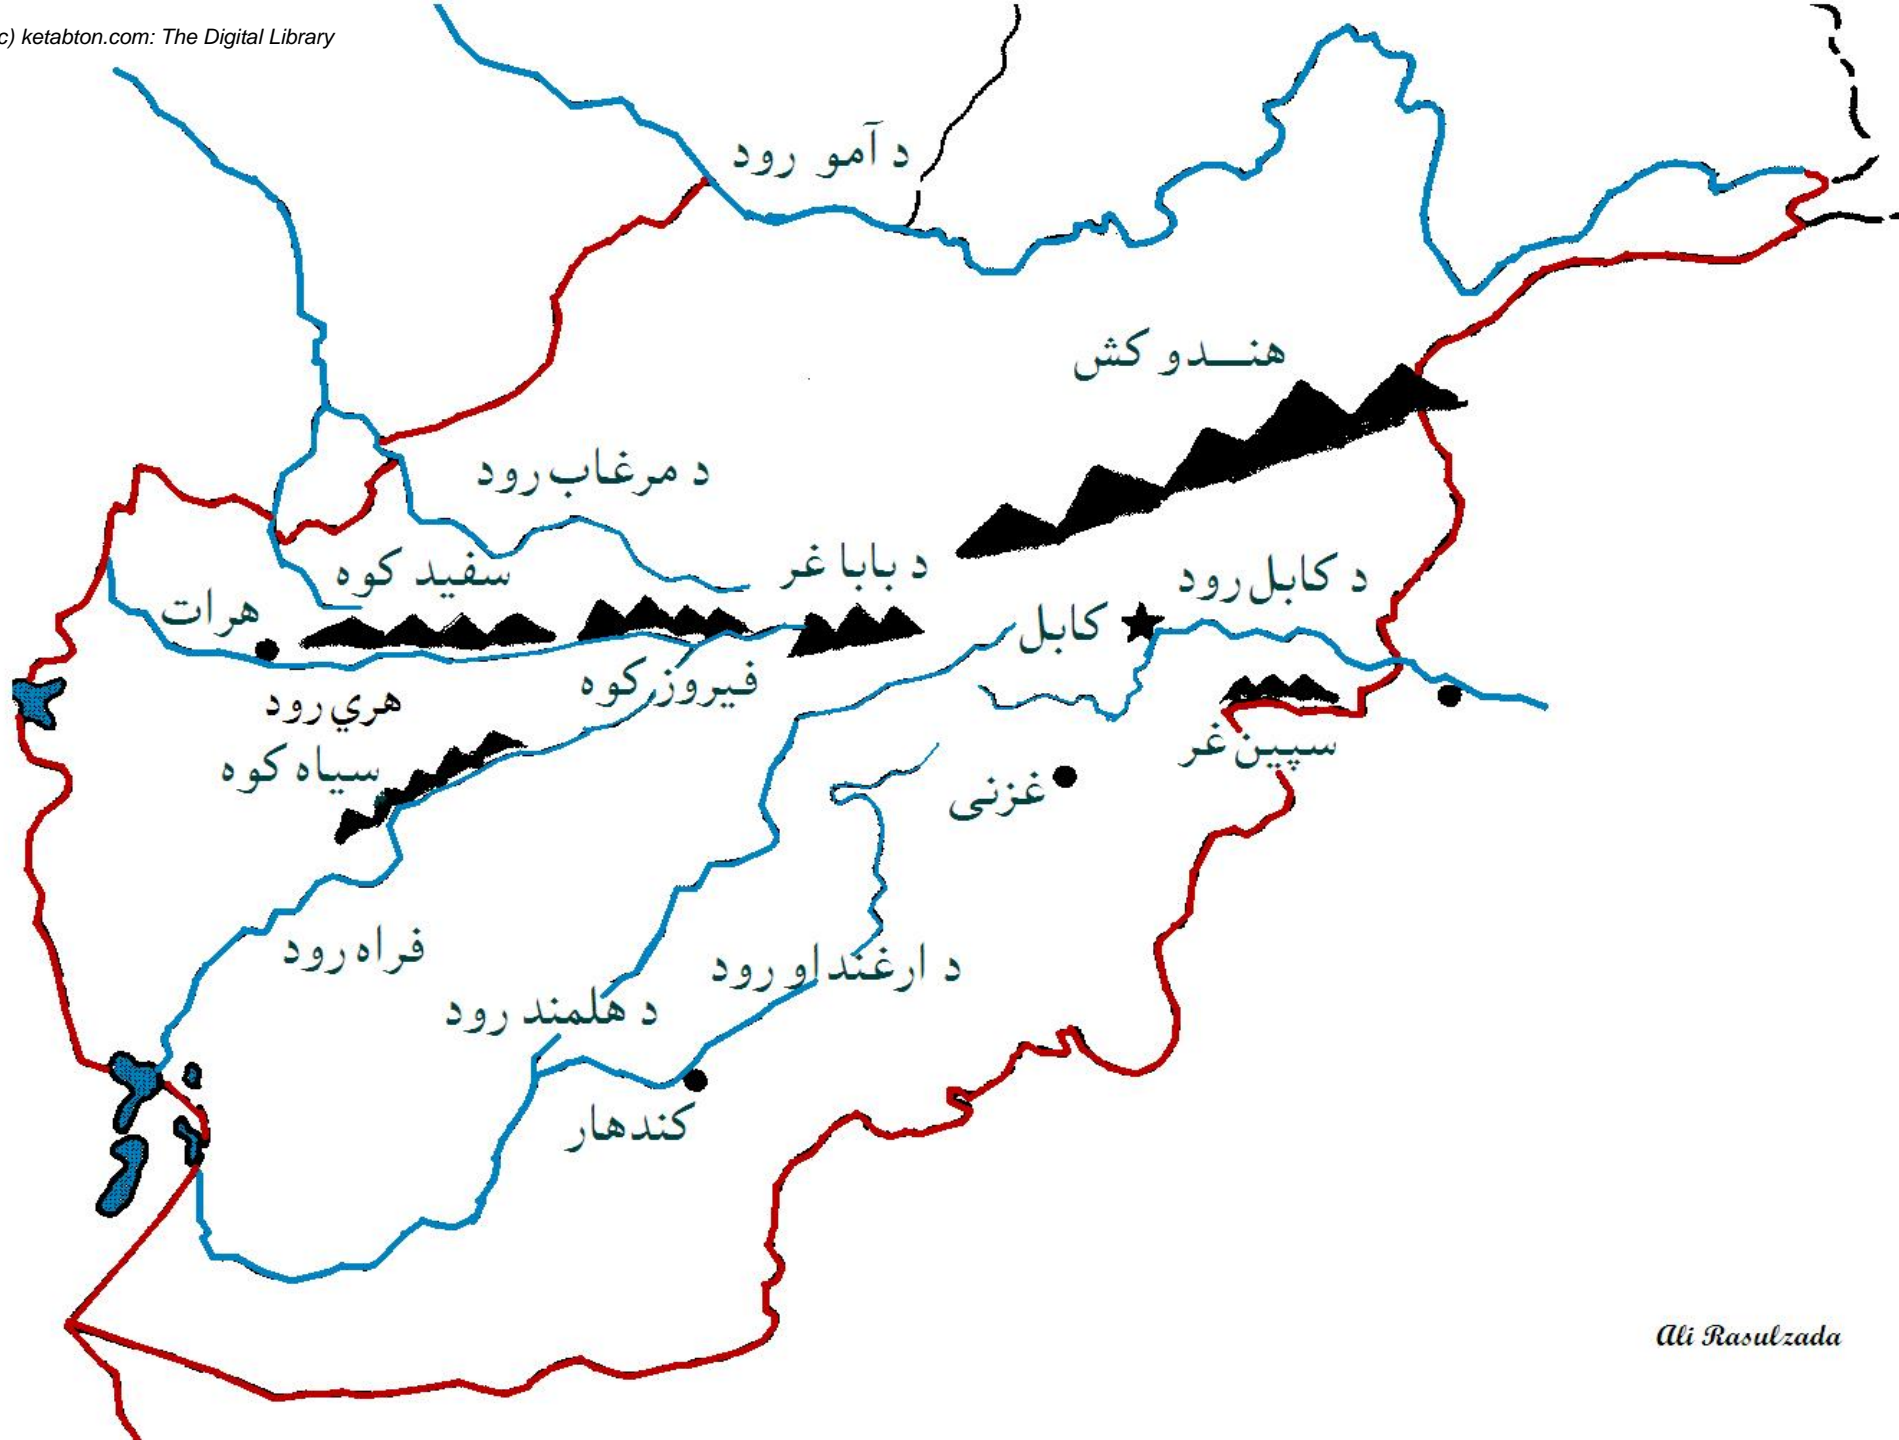 c) ketabton.com: The Digital Library
د آمو رود
هنـــدو کش
د مرغاب رود
سفید کوه
د بابا غر
د کابل رود
هرات
کابل
فیروز کوه
هري رود
سپین غر
سیاه کوه
غزنی
فراه رود
د ارغنداو رود
د هلمند رود
کندهار
Ali Rasulzada